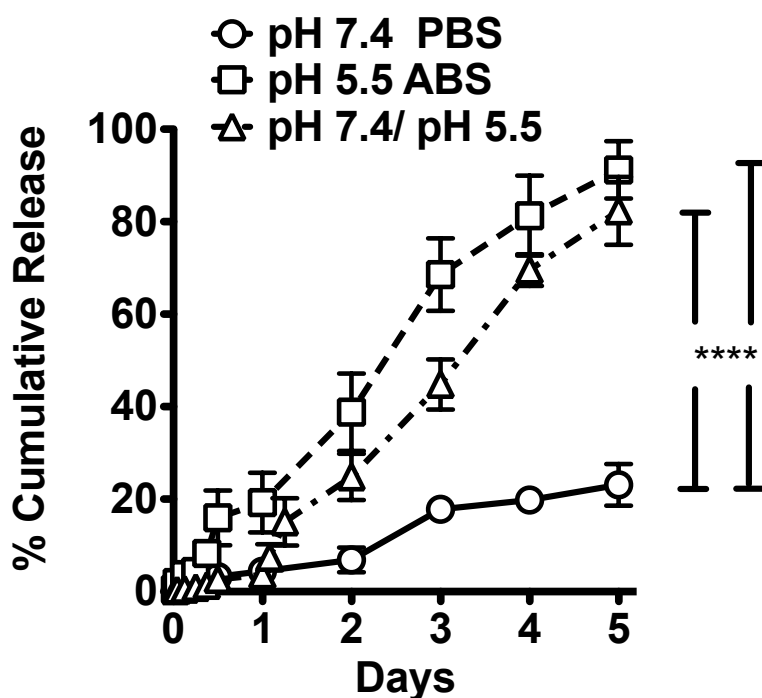 pH 7.4 PBS
pH 5.5 ABS
pH 7.4/ pH 5.5
% Cumulative Release
100
80
60
40
20
0
0 1 2 3 4 5
Days
****